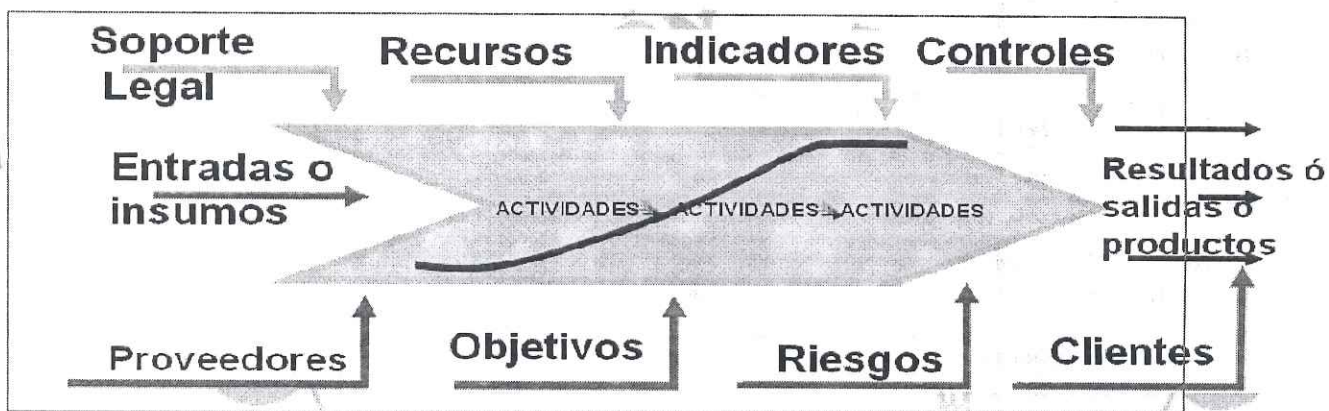 Soporte
Legal
Recursos
Indicadores
Controles
Entradas o
insumos
ACTIVIDADES ACTIVIDADES ACTIVIDADES
Resultados ó
salidas o
productos
Proveedores
Objetivos
Riesgos
Clientes